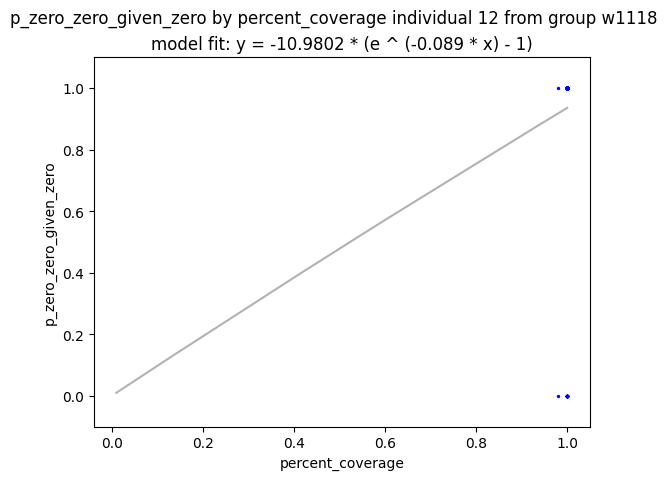 p_zero_zero_given_zero by percent_coverage individual 12 from group w1118
model fit: y = -10.9802 * (e ^ (-0.089 * x) - 1)
1.0
0.8
0.6
0.4
0.2
0.0
p_zero_zero_given_zero
0.0 0.2 0.4 0.6 0.8 1.0
percent_coverage